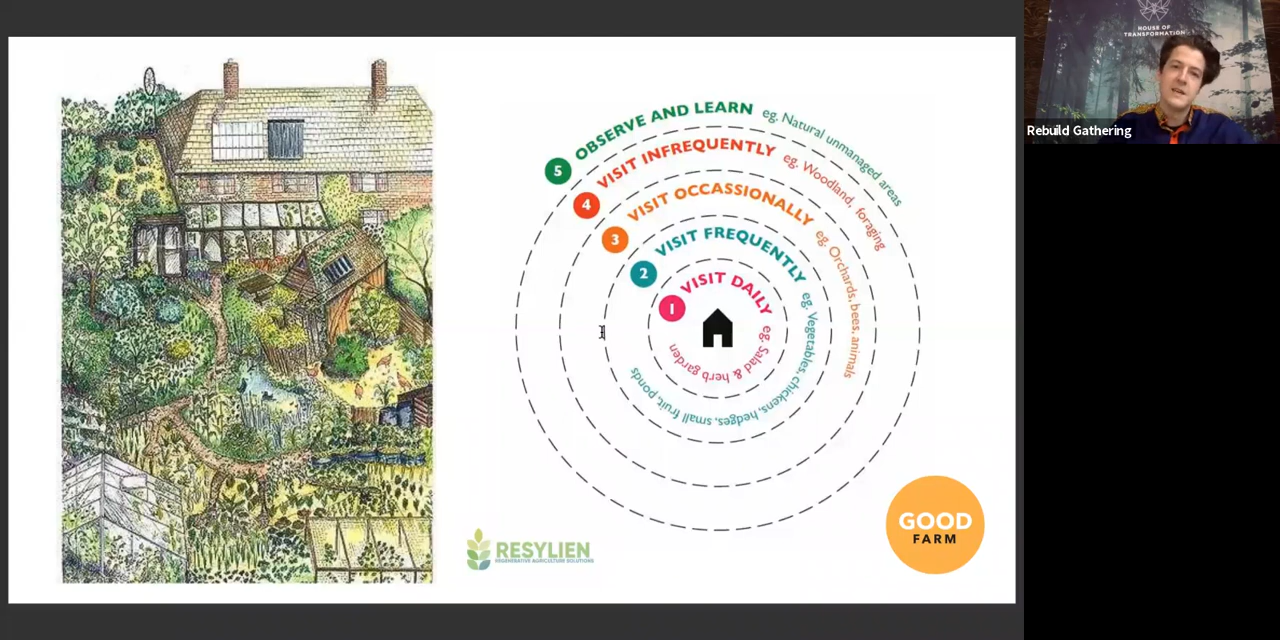 5 OBSERVE AND LEARN eg. Natural unmanaged areas
4 VISIT INFREQUENTLY eg. Woodland, foraging
3 VISIT OCCASSIONALLY eg. Orchards, bees, animals
2 VISIT FREQUENTLY eg. Vegetables, chickens, hedges, small fruit, ponds
1 VISIT DAILY eg. Salad & herb garden
RESYLIEN
REGENERATIVE AGRICULTURE SOLUTIONS
GOOD
FARM
HOUSE OF
TRANSFORMATION
Rebuild Gathering